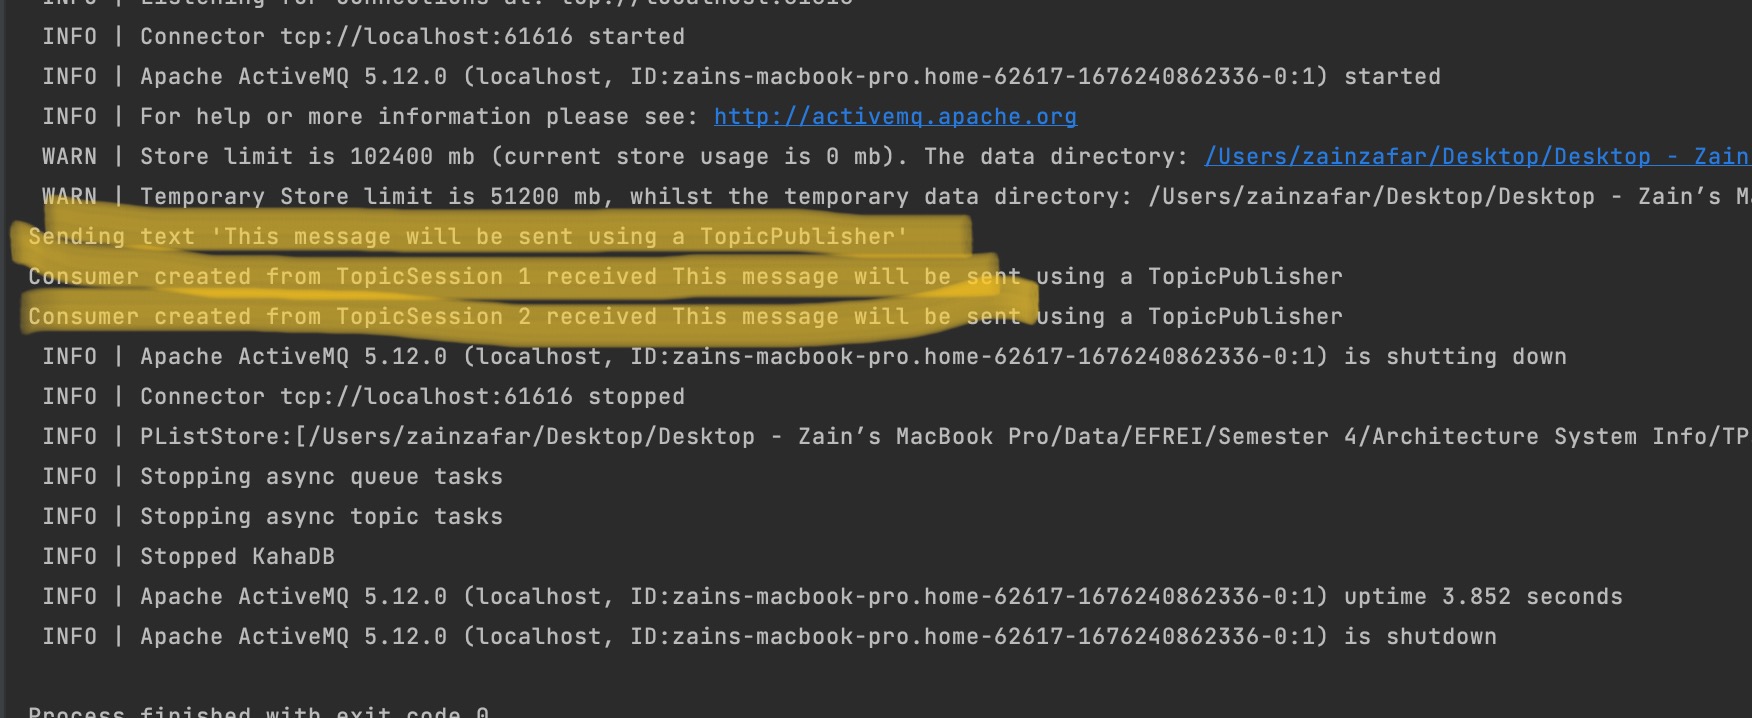 INFO | Listening for connections at: tcp://localhost:61616
INFO | Connector tcp://localhost:61616 started
INFO | Apache ActiveMQ 5.12.0 (localhost, ID:zains-macbook-pro.home-62617-1676240862336-0:1) started
INFO | For help or more information please see: http://activemq.apache.org
WARN | Store limit is 102400 mb (current store usage is 0 mb). The data directory: /Users/zainzafar/Desktop/Desktop - Zain
WARN | Temporary Store limit is 51200 mb, whilst the temporary data directory: /Users/zainzafar/Desktop/Desktop - Zain’s Ma
Sending text 'This message will be sent using a TopicPublisher'
Consumer created from TopicSession 1 received This message will be sent using a TopicPublisher
Consumer created from TopicSession 2 received This message will be sent using a TopicPublisher
INFO | Apache ActiveMQ 5.12.0 (localhost, ID:zains-macbook-pro.home-62617-1676240862336-0:1) is shutting down
INFO | Connector tcp://localhost:61616 stopped
INFO | PListStore:[/Users/zainzafar/Desktop/Desktop - Zain’s MacBook Pro/Data/EFREI/Semester 4/Architecture System Info/TP
INFO | Stopping async queue tasks
INFO | Stopping async topic tasks
INFO | Stopped KahaDB
INFO | Apache ActiveMQ 5.12.0 (localhost, ID:zains-macbook-pro.home-62617-1676240862336-0:1) uptime 3.852 seconds
INFO | Apache ActiveMQ 5.12.0 (localhost, ID:zains-macbook-pro.home-62617-1676240862336-0:1) is shutdown
Process finished with exit code 0